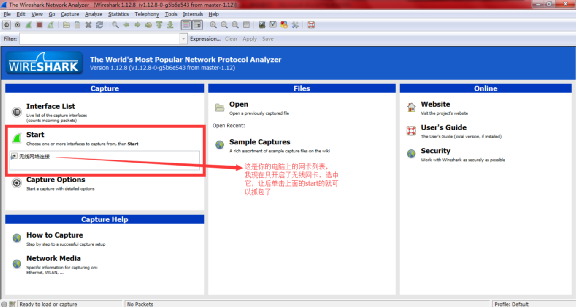 The Wireshark Network Analyzer [Wireshark 1.12.8 (v1.12.8-0-g5b6e543 from master-1.12)]
File Edit View Go Capture Analyze Statistics Telephony Tools Internals Help
Filter: Expression... Clear Apply Save
WIRESHARK
The World's Most Popular Network Protocol Analyzer
Version 1.12.8 (v1.12.8-0-g5b6e543 from master-1.12)
Capture
Interface List
Live list of the capture interfaces
(counts incoming packets)
Start
Choose one or more interfaces to capture from, then Start
无线网络连接
Capture Options
Start a capture with detailed options
Capture Help
How to Capture
Step by step to a successful capture setup
Network Media
Specific information for capturing on:
Ethernet, WLAN, ...
Files
Open
Open a previously captured file
Open Recent:
Sample Captures
A rich assortment of example capture files on the wiki
这是你的电脑上的网卡列表，
我现在只开启了无线网卡，选中
它，让后单击上面的start的就可
以抓包了
Online
Website
Visit the project's website
User's Guide
The User's Guide (local version, if installed)
Security
Work with Wireshark as securely as possible
Ready to load or capture
No Packets
Profile: Default